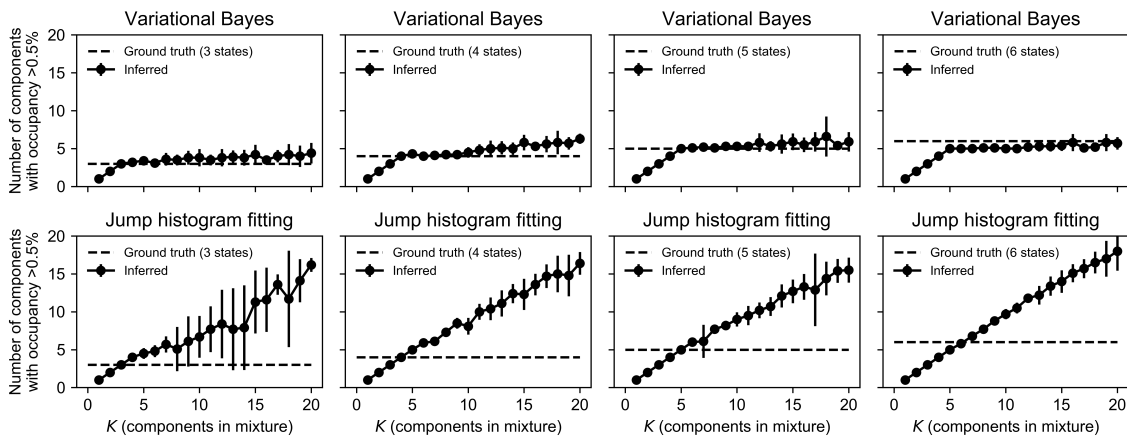 Variational Bayes
Variational Bayes
Variational Bayes
Variational Bayes
Number of components
with occupancy >0.5%
20
15
10
5
0
Ground truth (3 states)
Inferred
Ground truth (4 states)
Inferred
Ground truth (5 states)
Inferred
Ground truth (6 states)
Inferred
Jump histogram fitting
Jump histogram fitting
Jump histogram fitting
Jump histogram fitting
Number of components
with occupancy >0.5%
20
15
10
5
0
Ground truth (3 states)
Inferred
Ground truth (4 states)
Inferred
Ground truth (5 states)
Inferred
Ground truth (6 states)
Inferred
0 5 10 15 20
0 5 10 15 20
0 5 10 15 20
0 5 10 15 20
K (components in mixture)
K (components in mixture)
K (components in mixture)
K (components in mixture)